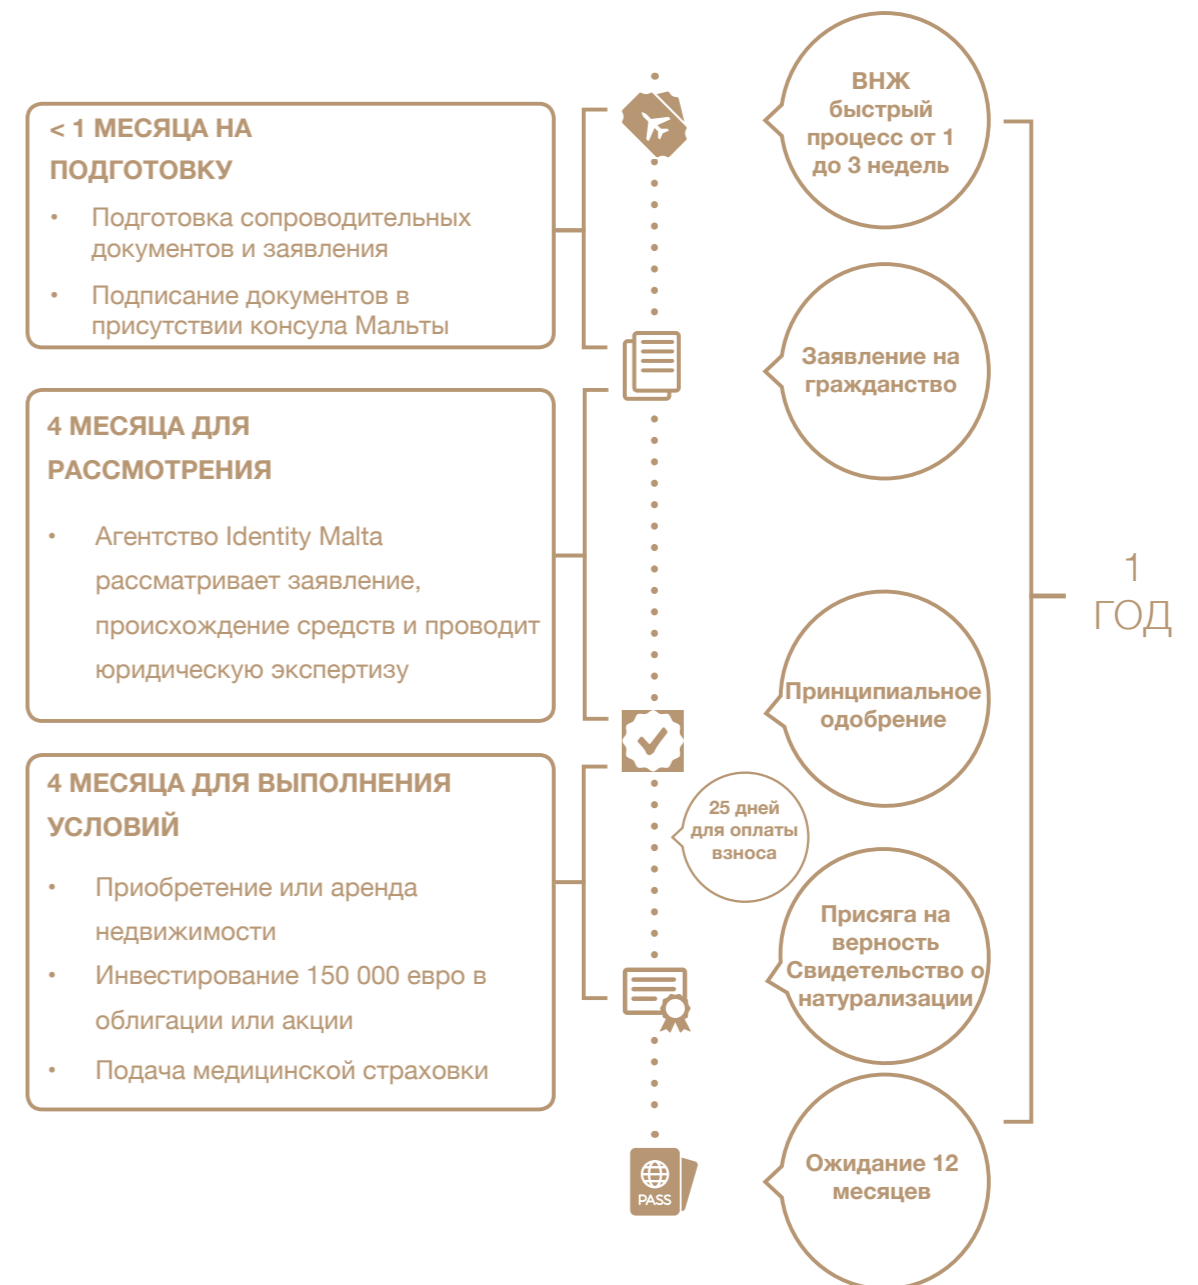 ВНЖ
быстрый
процесс от 1
до 3 недель
< 1 МЕСЯЦА НА
ПОДГОТОВКУ
• Подготовка сопроводительных
документов и заявления
• Подписание документов в
присутствии консула Мальты
Заявление на
гражданство
4 МЕСЯЦА ДЛЯ
РАССМОТРЕНИЯ
• Агентство Identity Malta
рассматривает заявление,
происхождение средств и проводит
юридическую экспертизу
1
ГОД
Принципиальное
одобрение
4 МЕСЯЦА ДЛЯ ВЫПОЛНЕНИЯ
УСЛОВИЙ
• Приобретение или аренда
недвижимости
• Инвестирование 150 000 евро в
облигации или акции
• Подача медицинской страховки
25 дней
для оплаты
взноса
Присяга на
верность
Свидетельство о
натурализации
PASS
Ожидание 12
месяцев